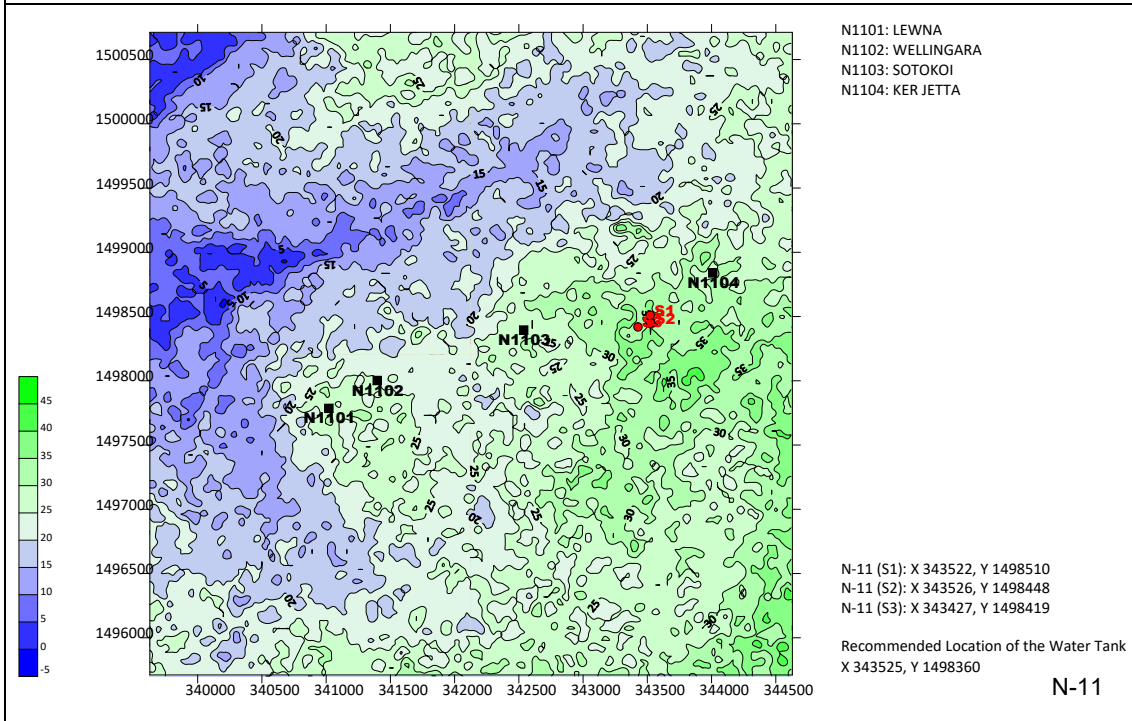 N1101: LEWNA
N1102: WELLINGARA
N1103: SOTOKOI
N1104: KER JETTA
1500500
1500000
1499500
1499000
1498500
1498000
1497500
1497000
1496500
1496000
340000 340500 341000 341500 342000 342500 343000 343500 344000 344500
45
40
35
30
25
20
15
10
5
0
-5
N1104
S1
S2
N1103
N1102
N1101
N-11 (S1): X 343522, Y 1498510
N-11 (S2): X 343526, Y 1498448
N-11 (S3): X 343427, Y 1498419
Recommended Location of the Water Tank
X 343525, Y 1498360
N-11